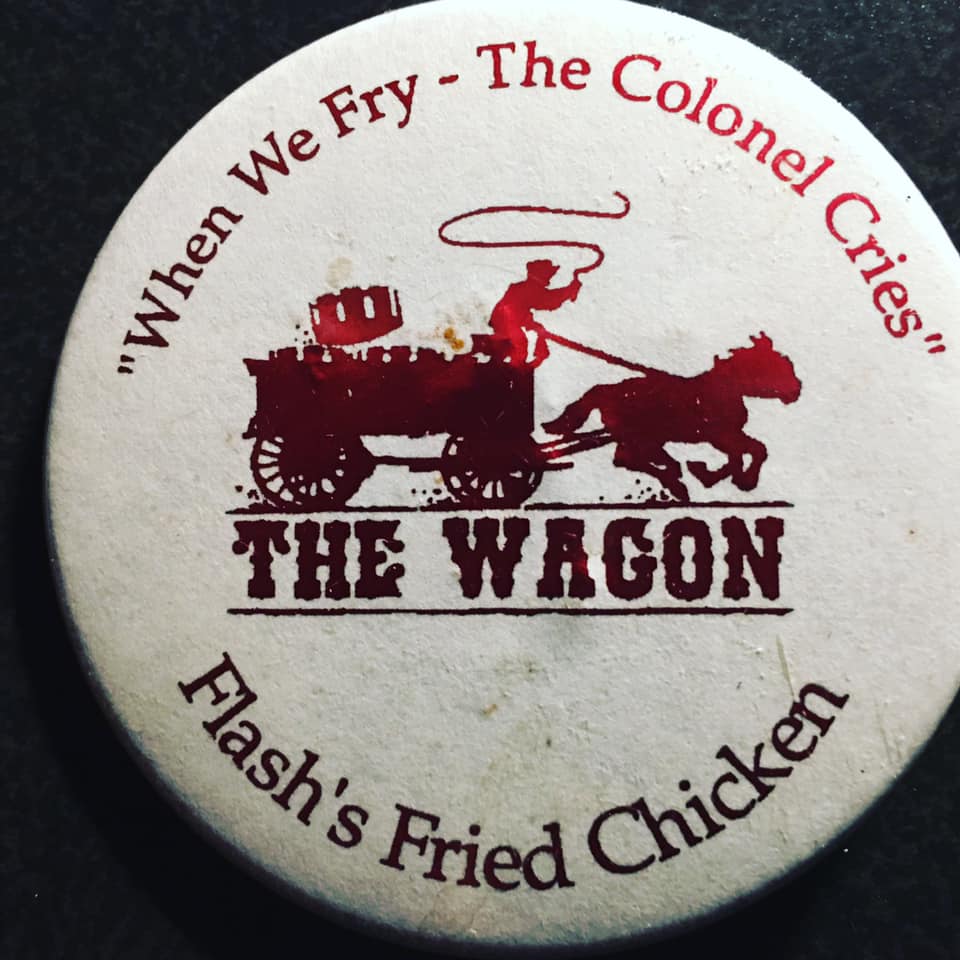 "When We Fry - The Colonel Cries"
THE WAGON
Flash's Fried Chicken